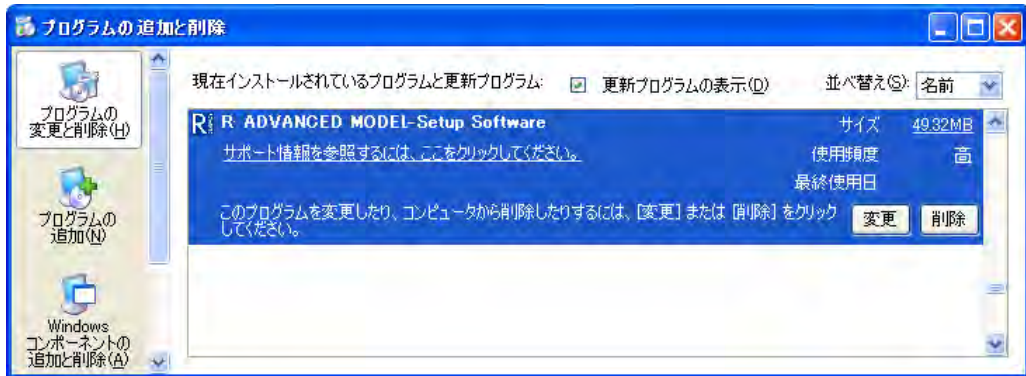 プログラムの追加と削除
プログラムの
変更と削除(H)
プログラムの
追加(N)
Windows
コンポーネントの
追加と削除(A)
現在インストールされているプログラムと更新プログラム:
更新プログラムの表示(D)
並べ替え(S):
名前
R ADVANCED MODEL-Setup Software
サイズ
49.32MB
サポート情報を参照するには、ここをクリックしてください。
使用頻度
高
最終使用日
このプログラムを変更したり、コンピュータから削除したりするには、[変更] または [削除] をクリック
してください。
変更
削除